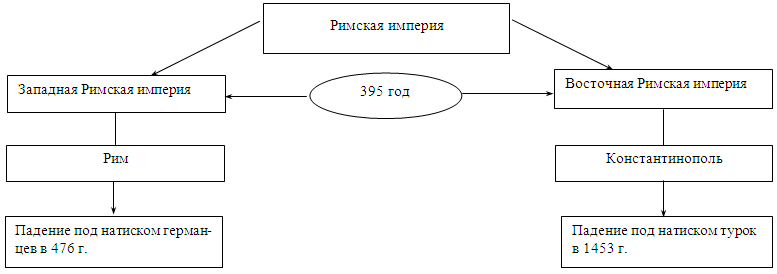 Римская империя
Западная Римская империя
395 год
Восточная Римская империя
Рим
Константинополь
Падение под натиском герман-
цев в 476 г.
Падение под натиском турок
в 1453 г.